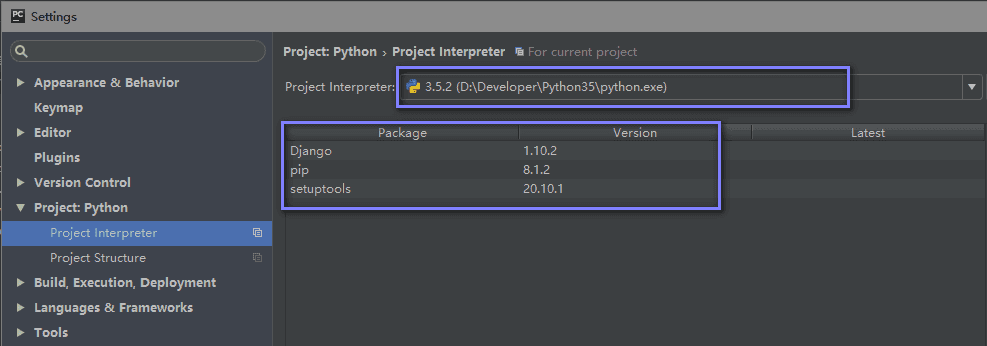 PC Settings
Project: Python › Project Interpreter For current project
Appearance & Behavior
Keymap
Editor
Plugins
Version Control
Project: Python
Project Interpreter
Project Structure
Build, Execution, Deployment
Languages & Frameworks
Tools
Project Interpreter: 3.5.2 (D:\Developer\Python35\python.exe)
Package Version Latest
Django 1.10.2
pip 8.1.2
setuptools 20.10.1